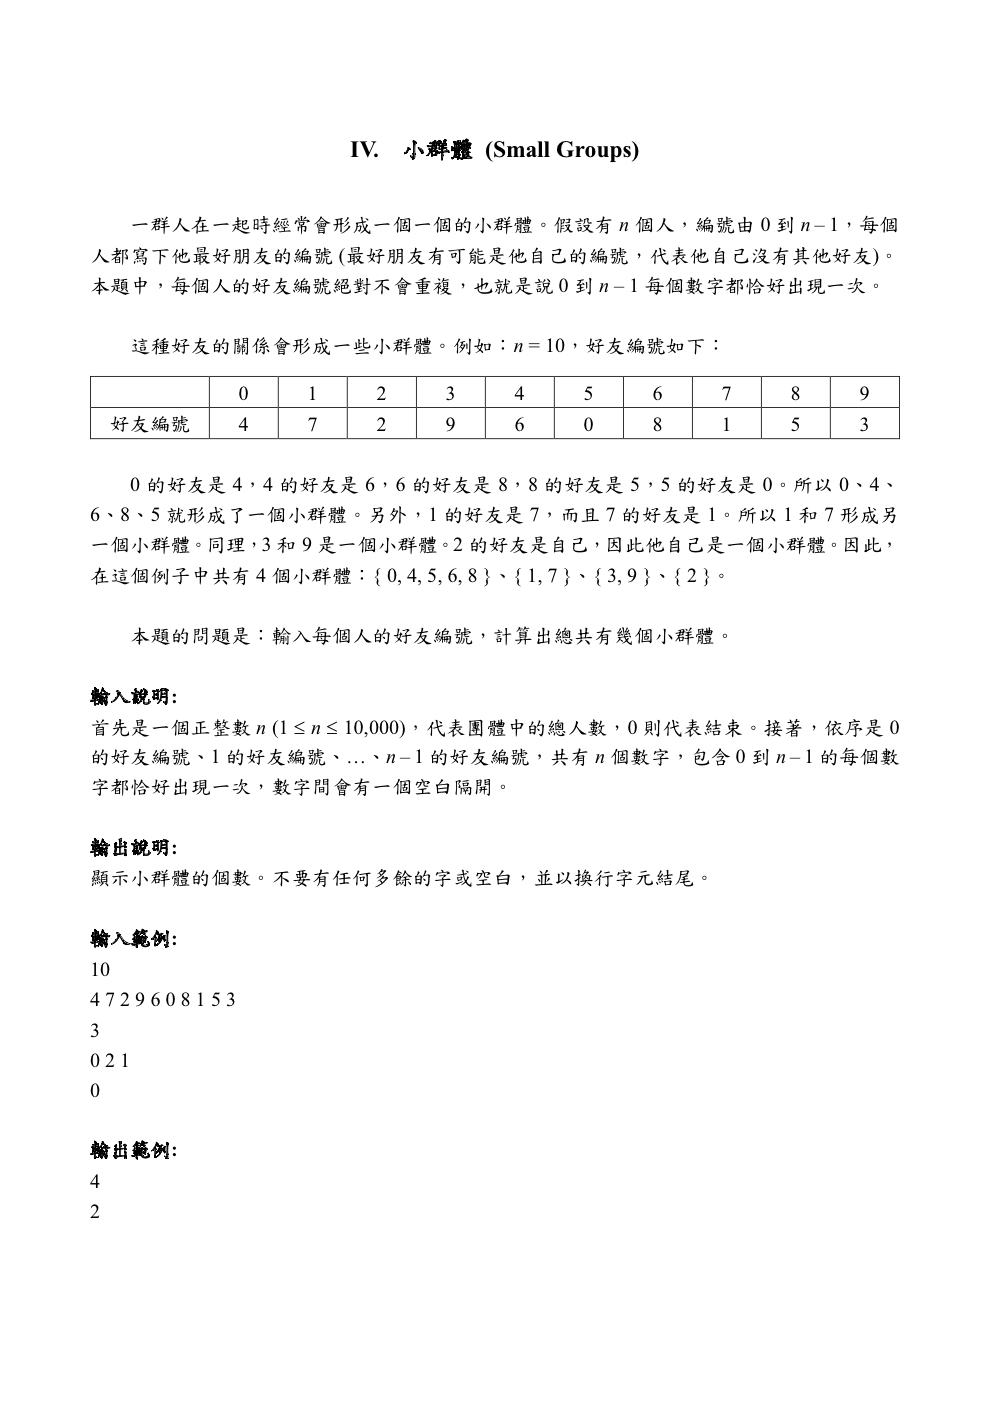 IV. 小群體 (Small Groups)
一群人在一起時經常會形成一個一個的小群體。假設有 n 個人，編號由 0 到 n – 1，每個
人都寫下他最好朋友的編號 (最好朋友有可能是他自己的編號，代表他自己沒有其他好友)。
本題中，每個人的好友編號絕對不會重複，也就是說 0 到 n – 1 每個數字都恰好出現一次。
這種好友的關係會形成一些小群體。例如：n = 10，好友編號如下：
0 1 2 3 4 5 6 7 8 9
好友編號 4 7 2 9 6 0 8 1 5 3
0 的好友是 4，4 的好友是 6，6 的好友是 8，8 的好友是 5，5 的好友是 0。所以 0、4、
6、8、5 就形成了一個小群體。另外，1 的好友是 7，而且 7 的好友是 1。所以 1 和 7 形成另
一個小群體。同理，3 和 9 是一個小群體。2 的好友是自己，因此他自己是一個小群體。因此，
在這個例子中共有 4 個小群體：{ 0, 4, 5, 6, 8 }、{ 1, 7 }、{ 3, 9 }、{ 2 }。
本題的問題是：輸入每個人的好友編號，計算出總共有幾個小群體。
輸入說明:
首先是一個正整數 n (1 ≤ n ≤ 10,000)，代表團體中的總人數，0 則代表結束。接著，依序是 0
的好友編號、1 的好友編號、…、n – 1 的好友編號，共有 n 個數字，包含 0 到 n – 1 的每個數
字都恰好出現一次，數字間會有一個空白隔開。
輸出說明:
顯示小群體的個數。不要有任何多餘的字或空白，並以換行字元結尾。
輸入範例:
10
4 7 2 9 6 0 8 1 5 3
3
0 2 1
0
輸出範例:
4
2